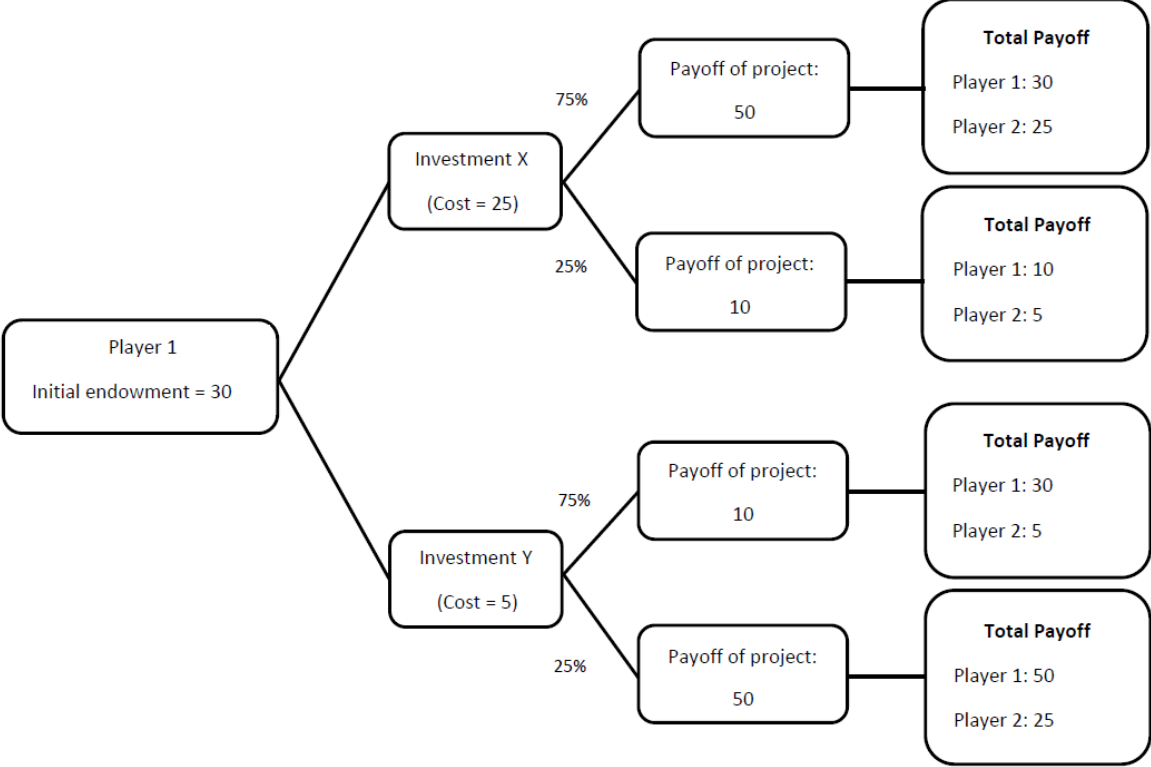 Player 1
Initial endowment = 30
Investment X
(Cost = 25)
75%
25%
Payoff of project:
50
Total Payoff
Player 1: 30
Player 2: 25
Payoff of project:
10
Total Payoff
Player 1: 10
Player 2: 5
Investment Y
(Cost = 5)
75%
25%
Payoff of project:
10
Total Payoff
Player 1: 30
Player 2: 5
Payoff of project:
50
Total Payoff
Player 1: 50
Player 2: 25